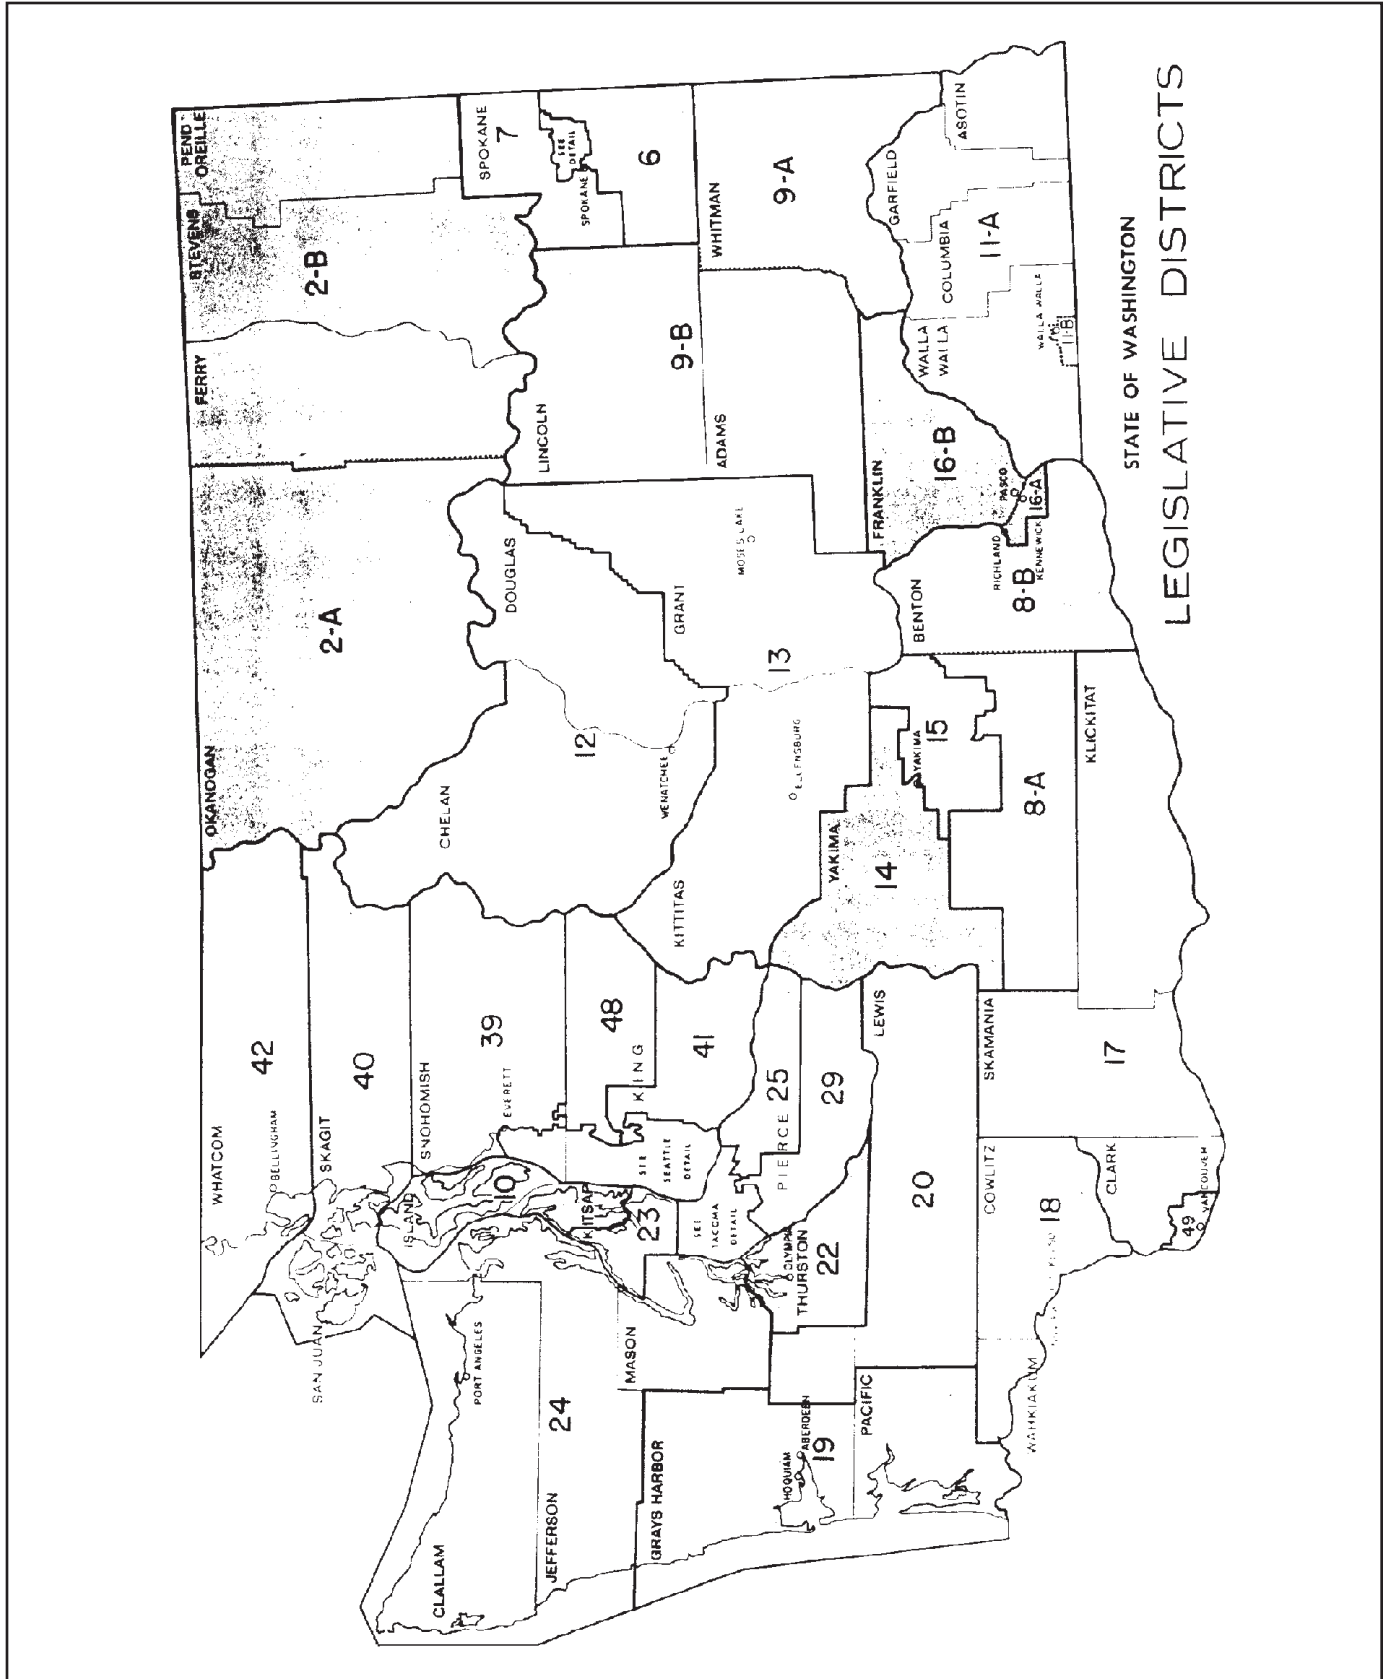 STATE OF WASHINGTON
LEGISLATIVE DISTRICTS
WHATCOM
42
BELLINGHAM
SKAGIT
40
SAN JUAN
ISLAND
10
SNOHOMISH
39
EVERETT
OKANOGAN
2-A
FERRY
STEVENS
2-B
PEND
OREILLE
CLALLAM
PORT ANGELES
24
JEFFERSON
KITSAP
23
48
KING
41
SEE
SEATTLE
DETAIL
CHELAN
12
WENATCHEE
DOUGLAS
LINCOLN
SPOKANE
7
SEE
DETAIL
SPOKANE
6
MASON
GRAYS HARBOR
HOQUIAM
ABERDEEN
19
SEE
TACOMA
DETAIL
PIERCE
25
29
OLYMPIA
THURSTON
22
KITTITAS
ELLENSBURG
13
GRANT
MOSES LAKE
ADAMS
9-B
WHITMAN
9-A
PACIFIC
LEWIS
20
YAKIMA
14
YAKIMA
15
8-A
BENTON
RICHLAND
8-B
KENNEWICK
FRANKLIN
16-B
PASCO
16-A
WALLA
WALLA
COLUMBIA
GARFIELD
ASOTIN
11-A
WALLA WALLA
11-B
WAHKIAKUM
COWLITZ
18
CLARK
49
VANCOUVER
SKAMANIA
17
KLICKITAT